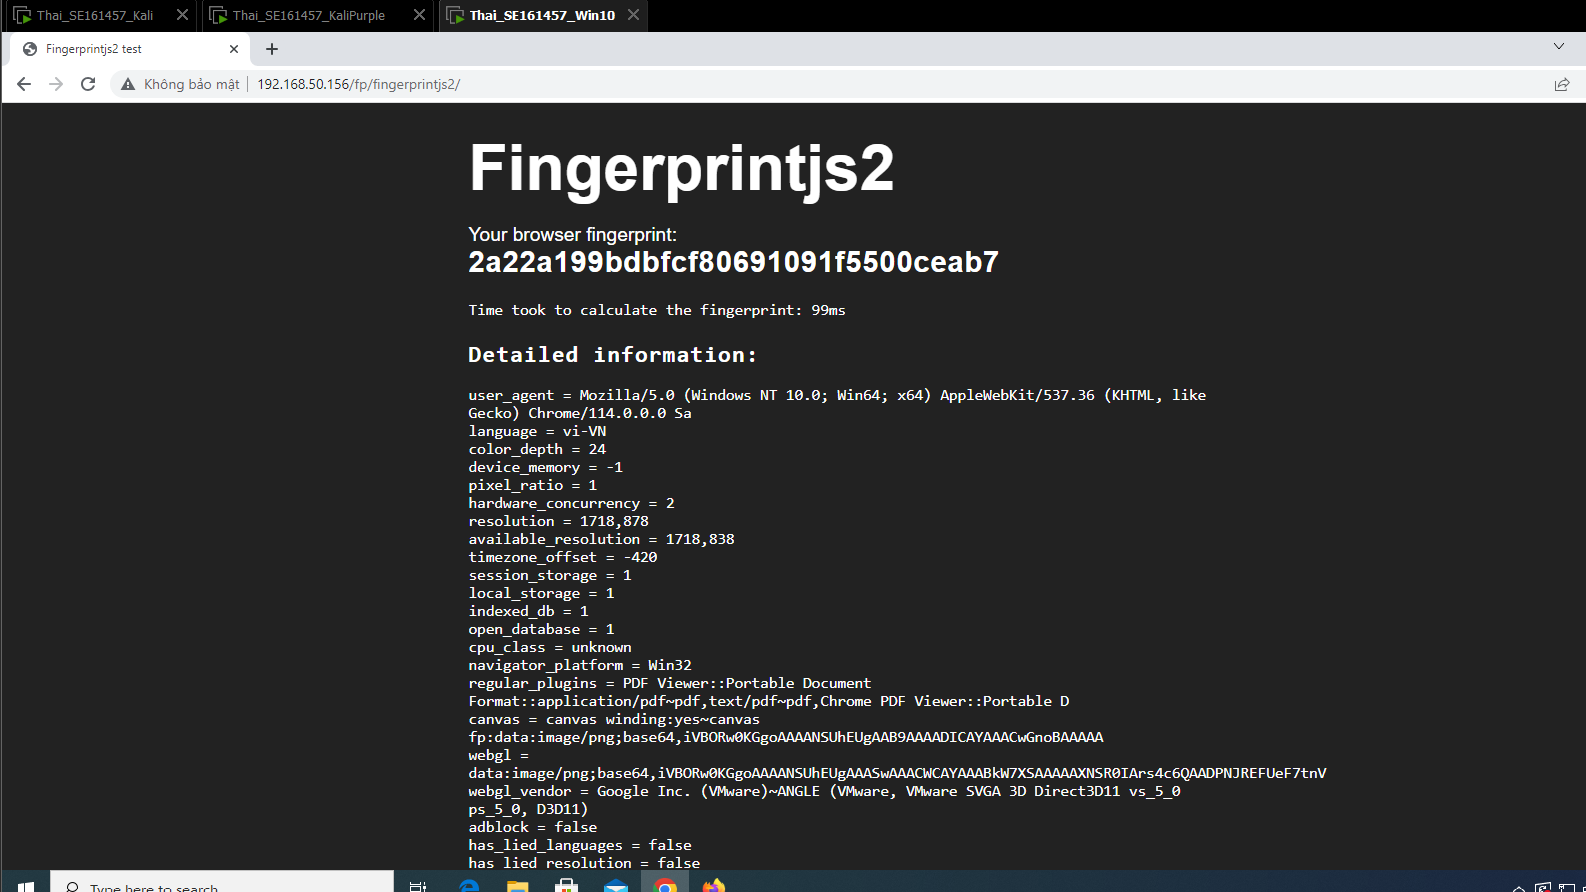 Thai_SE161457_Kali
Thai_SE161457_KaliPurple
Thai_SE161457_Win10
Fingerprintjs2 test
Không bảo mật
192.168.50.156/fp/fingerprintjs2/
Fingerprintjs2
Your browser fingerprint:
2a22a199bdbfcf80691091f5500ceab7
Time took to calculate the fingerprint: 99ms
Detailed information:
user_agent = Mozilla/5.0 (Windows NT 10.0; Win64; x64) AppleWebKit/537.36 (KHTML, like
Gecko) Chrome/114.0.0.0 Sa
language = vi-VN
color_depth = 24
device_memory = -1
pixel_ratio = 1
hardware_concurrency = 2
resolution = 1718,878
available_resolution = 1718,838
timezone_offset = -420
session_storage = 1
local_storage = 1
indexed_db = 1
open_database = 1
cpu_class = unknown
navigator_platform = Win32
regular_plugins = PDF Viewer::Portable Document
Format::application/pdf~pdf,text/pdf~pdf,Chrome PDF Viewer::Portable D
canvas = canvas winding:yes~canvas
fp:data:image/png;base64,iVBORw0KGgoAAAANSUhEUgAAB9AAAADICAYAAACwGnoBAAAAA
webgl =
data:image/png;base64,iVBORw0KGgoAAAANSUhEUgAAASwAAACWCAYAAABkW7XSAAAAAXNSR0IArs4c6QAADPNJREFUeF7tnV
webgl_vendor = Google Inc. (VMware)~ANGLE (VMware, VMware SVGA 3D Direct3D11 vs_5_0
ps_5_0, D3D11)
adblock = false
has_lied_languages = false
has_lied_resolution = false
Type here to search